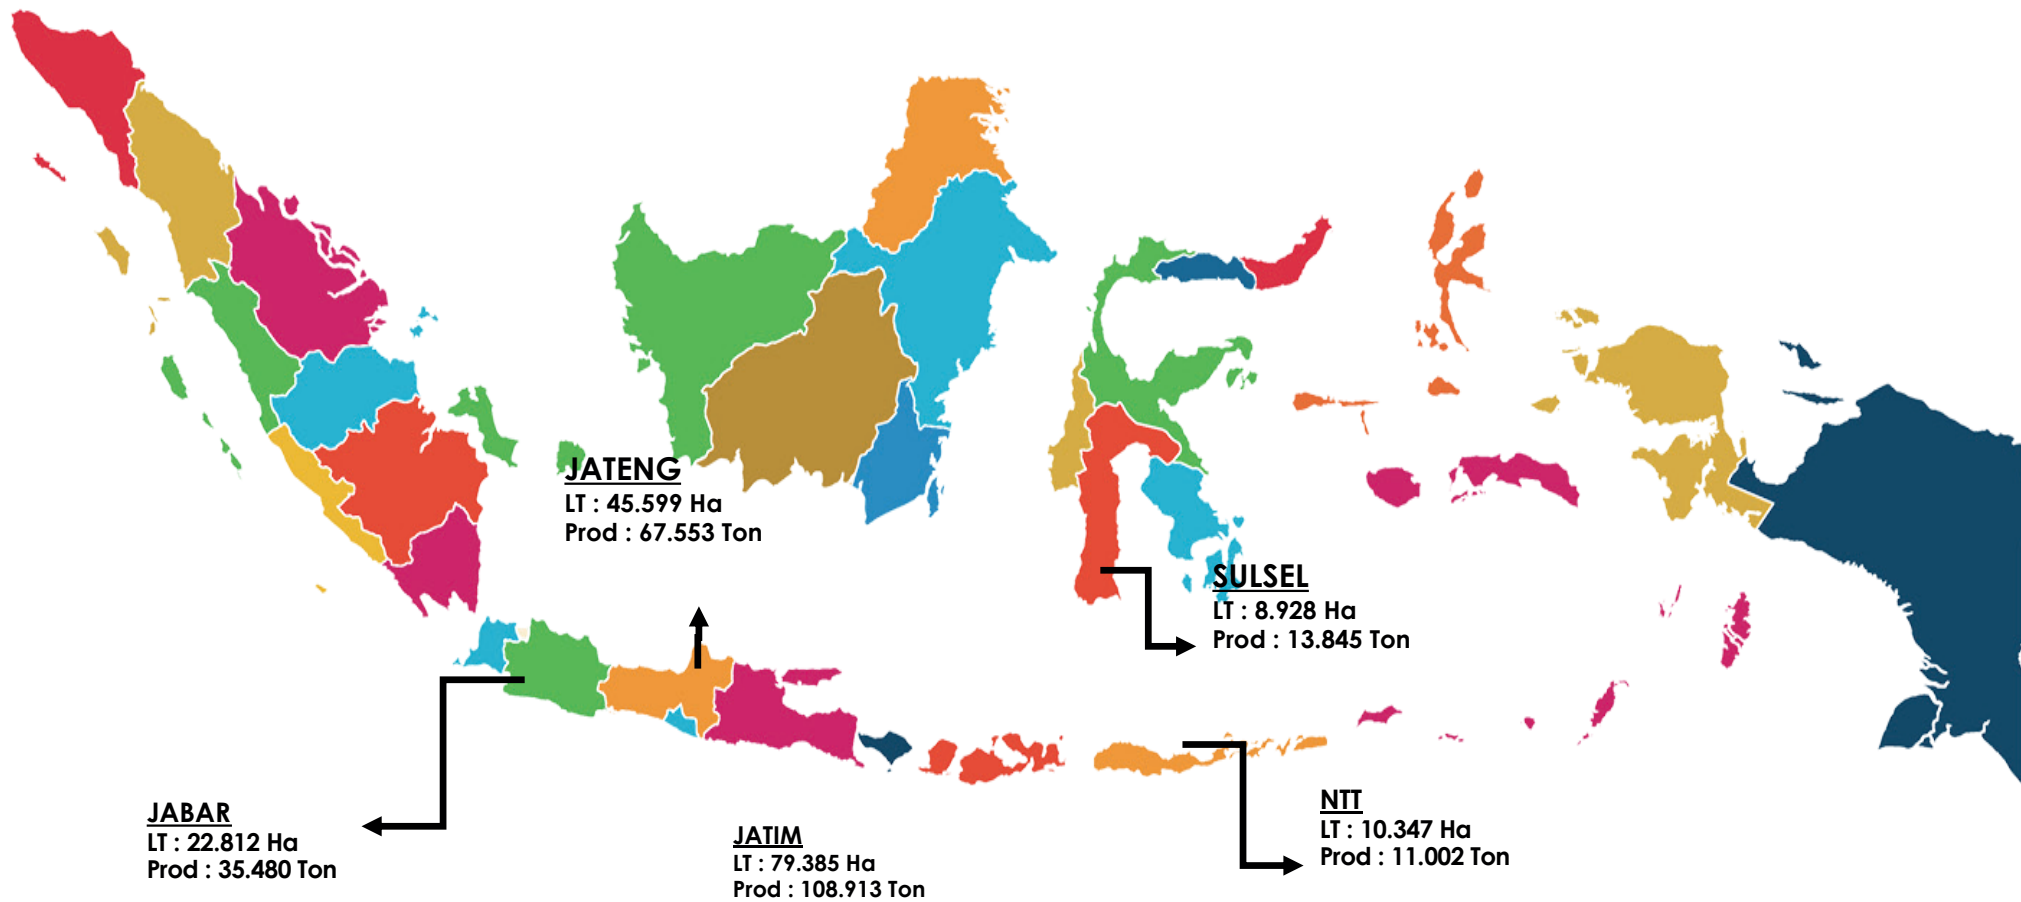 JATENG
LT : 45.599 Ha
Prod : 67.553 Ton
SULSEL
LT : 8.928 Ha
Prod : 13.845 Ton
JABAR
LT : 22.812 Ha
Prod : 35.480 Ton
JATIM
LT : 79.385 Ha
Prod : 108.913 Ton
NTT
LT : 10.347 Ha
Prod : 11.002 Ton